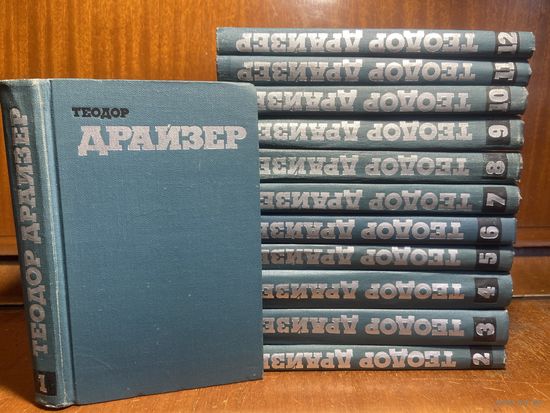 ТЕОДОР
ДРАЙЗЕР
ТЕОДОР ДРАЙЗЕР 1
ТЕОДОР ДРАЙЗЕР 12
ТЕОДОР ДРАЙЗЕР 11
ТЕОДОР ДРАЙЗЕР 10
ТЕОДОР ДРАЙЗЕР 9
ТЕОДОР ДРАЙЗЕР 8
ТЕОДОР ДРАЙЗЕР 7
ТЕОДОР ДРАЙЗЕР 6
ТЕОДОР ДРАЙЗЕР 5
ТЕОДОР ДРАЙЗЕР 4
ТЕОДОР ДРАЙЗЕР 3
ТЕОДОР ДРАЙЗЕР 2